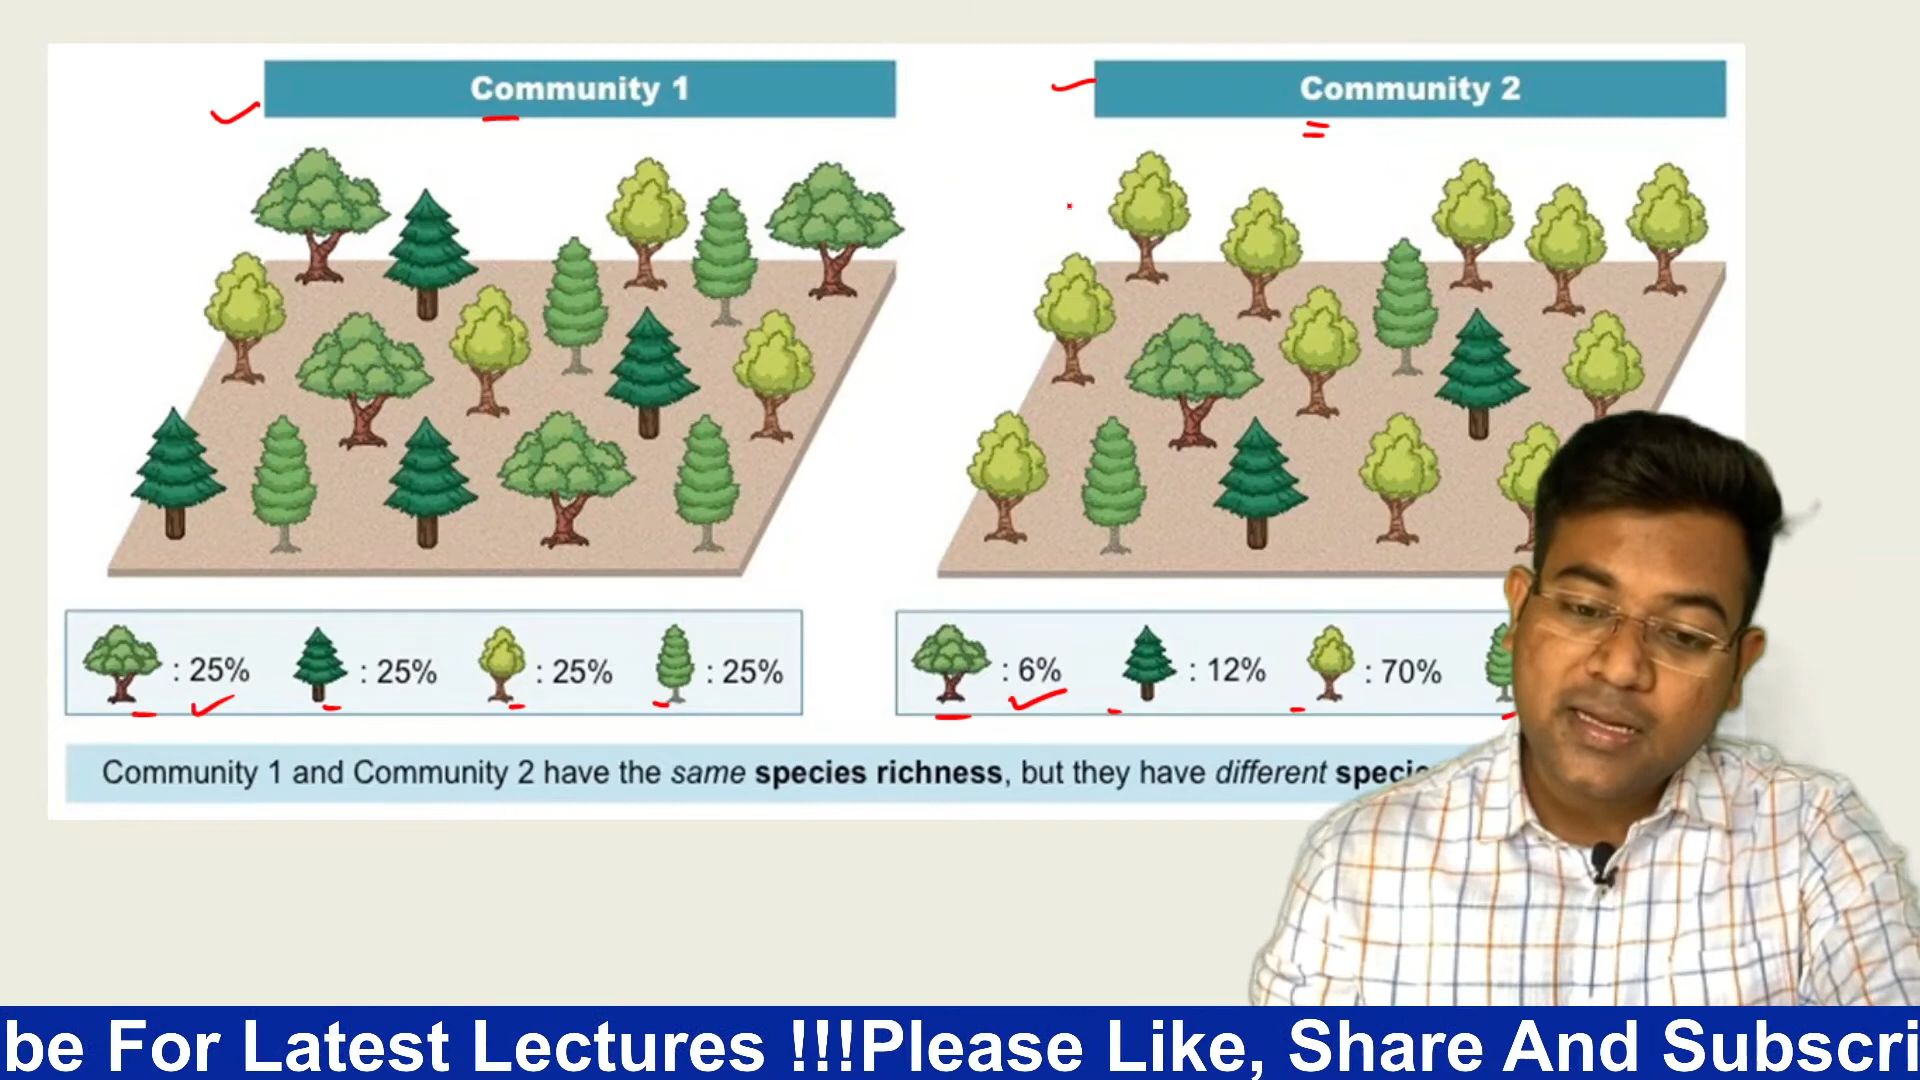 Community 1
Community 2
: 25%
: 25%
: 25%
: 25%
: 6%
: 12%
: 70%
Community 1 and Community 2 have the same species richness, but they have different
be For Latest Lectures !!!Please Like, Share And Subscri